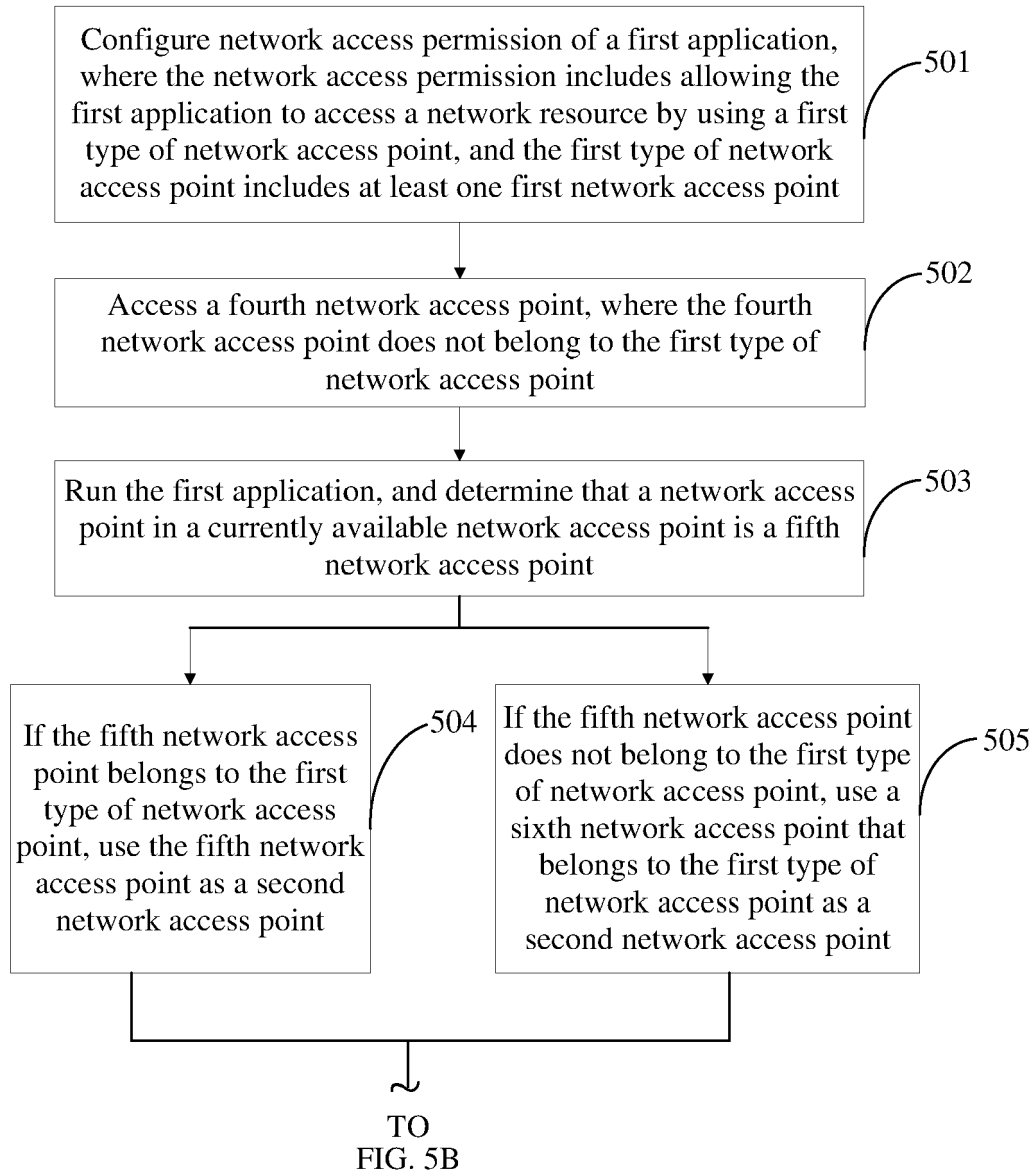 Configure network access permission of a first application,
where the network access permission includes allowing the
first application to access a network resource by using a first
type of network access point, and the first type of network
access point includes at least one first network access point
501
Access a fourth network access point, where the fourth
network access point does not belong to the first type of
network access point
502
Run the first application, and determine that a network access
point in a currently available network access point is a fifth
network access point
503
If the fifth network access
point belongs to the first
type of network access
point, use the fifth network
access point as a second
network access point
504
If the fifth network access point
does not belong to the first type
of network access point, use a
sixth network access point that
belongs to the first type of
network access point as a
second network access point
505
TO
FIG. 5B